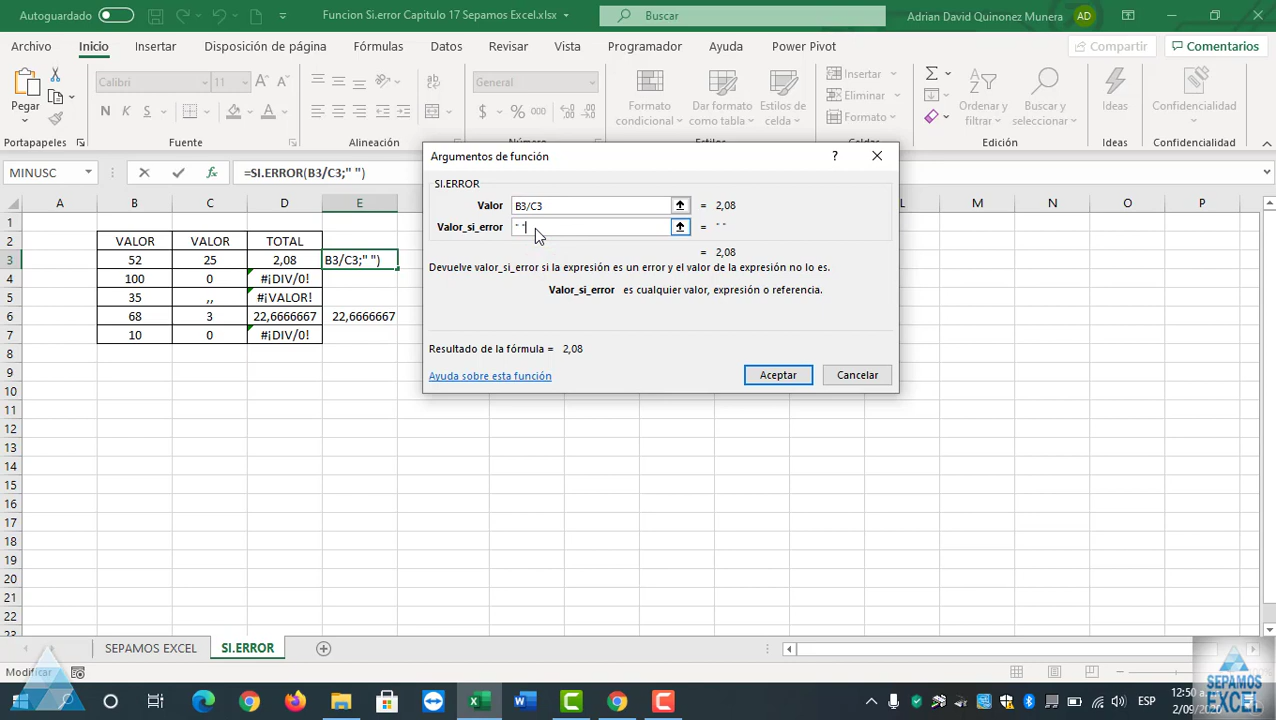 Autoguardado
Funcion Si.error Capitulo 17 Sepamos Excel.xlsx
Buscar
Adrian David Quinonez Munera
AD
Archivo Inicio Insertar Disposición de página Fórmulas Datos Revisar Vista Programador Ayuda Power Pivot
Compartir
Comentarios
Pegar
Calibri
11
N K S
General
$ % 000
Formato condicional
Dar formato como tabla
Estilos de celda
Insertar
Eliminar
Formato
Ordenar y filtrar
Buscar y seleccionar
Ideas
Confidencialidad
Portapapeles
Fuente
Alineación
Número
Estilos
Celdas
Edición
Ideas
Confidencialidad
MINUSC
=SI.ERROR(B3/C3;" ")
A B C D E M N O P
1
2 VALOR VALOR TOTAL
3 52 25 2,08 B3/C3;" ")
4 100 0 #¡DIV/0!
5 35 ,, #¡VALOR!
6 68 3 22,6666667 22,6666667
7 10 0 #¡DIV/0!
8
9
10
11
12
13
14
15
16
17
18
19
20
21
22
23
Argumentos de función
?
SI.ERROR
Valor B3/C3 = 2,08
Valor_si_error " " = " "
= 2,08
Devuelve valor_si_error si la expresión es un error y el valor de la expresión no lo es.
Valor_si_error es cualquier valor, expresión o referencia.
Resultado de la fórmula = 2,08
Ayuda sobre esta función
Aceptar
Cancelar
SEPAMOS EXCEL
SI.ERROR
Modificar
ESP
12:50 a.
2/09/20
SEPAMOS
EXCEL